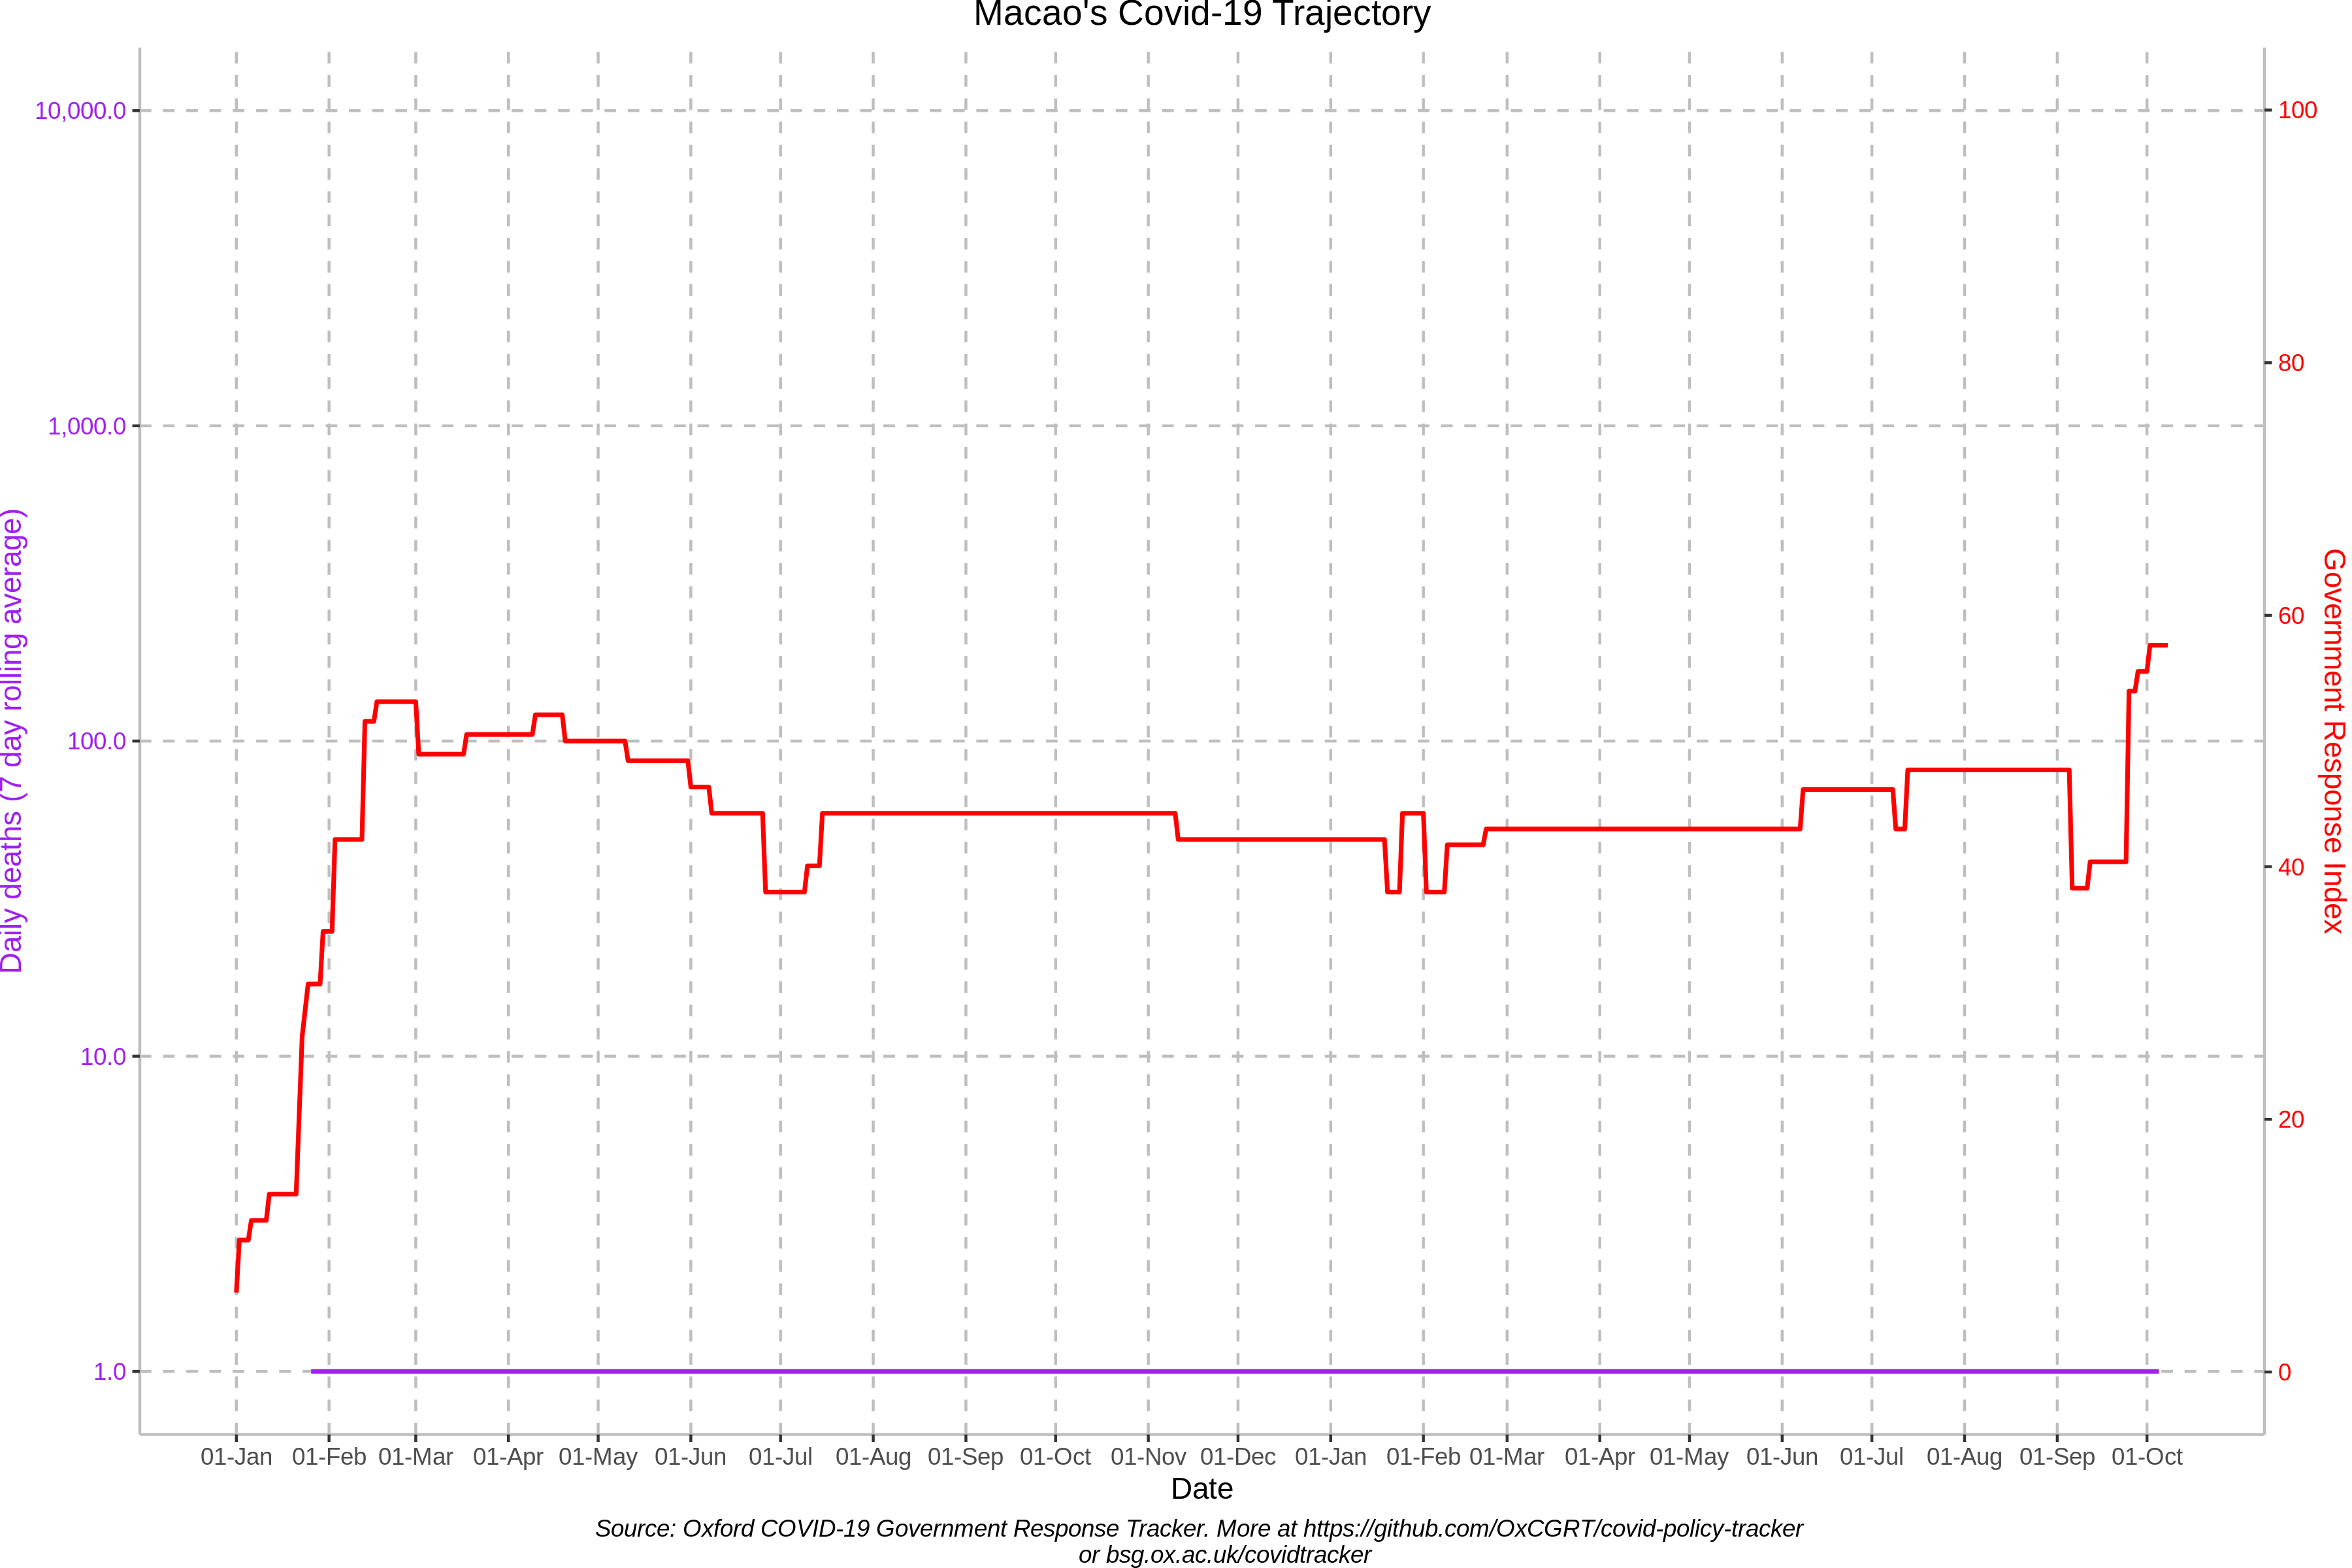 Macao's Covid-19 Trajectory
10,000.0
1,000.0
100.0
10.0
1.0
Daily deaths (7 day rolling average)
100
80
60
40
20
0
Government Response Index
01-Jan 01-Feb 01-Mar 01-Apr 01-May 01-Jun 01-Jul 01-Aug 01-Sep 01-Oct 01-Nov 01-Dec 01-Jan 01-Feb 01-Mar 01-Apr 01-May 01-Jun 01-Jul 01-Aug 01-Sep 01-Oct
Date
Source: Oxford COVID-19 Government Response Tracker. More at https://github.com/OxCGRT/covid-policy-tracker
or bsg.ox.ac.uk/covidtracker